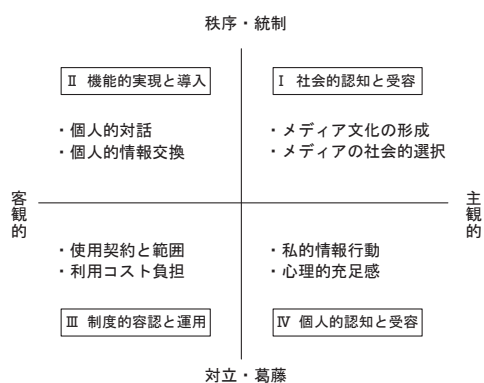 秩序・統制
Ⅱ 機能的実現と導入
Ⅰ 社会的認知と受容
・個人的対話
・個人的情報交換
・メディア文化の形成
・メディアの社会的選択
客観的
主観的
・使用契約と範囲
・利用コスト負担
・私的情報行動
・心理的充足感
Ⅲ 制度的容認と運用
Ⅳ 個人的認知と受容
対立・葛藤